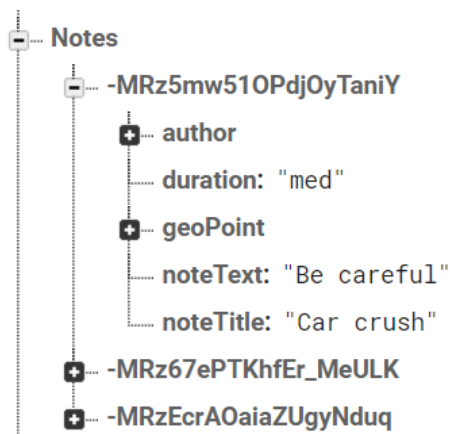 Notes
-MRz5mw51OPdjOyTaniY
author
duration: "med"
geoPoint
noteText: "Be careful"
noteTitle: "Car crush"
-MRz67ePTKhfEr_MeULK
-MRzEcrAOaiaZUgyNduq